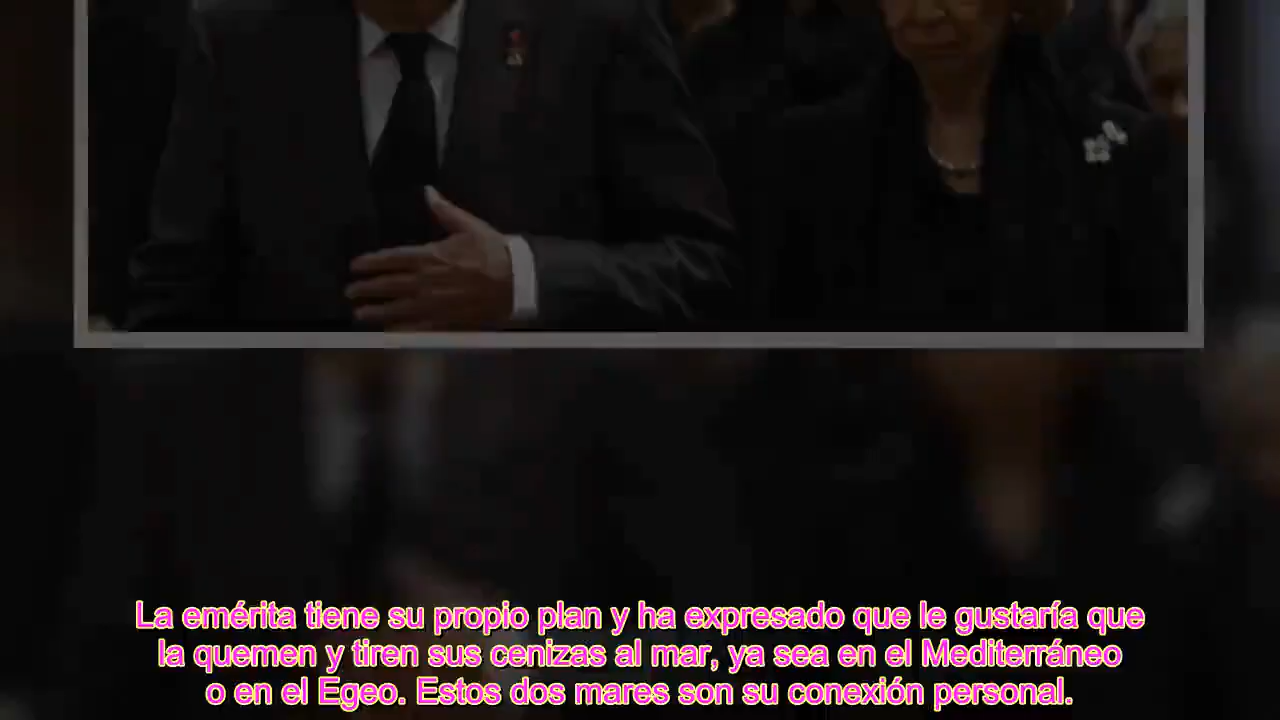 La emérita tiene su propio plan y ha expresado que le gustaría que
la quemen y tiren sus cenizas al mar, ya sea en el Mediterráneo
o en el Egeo. Estos dos mares son su conexión personal.